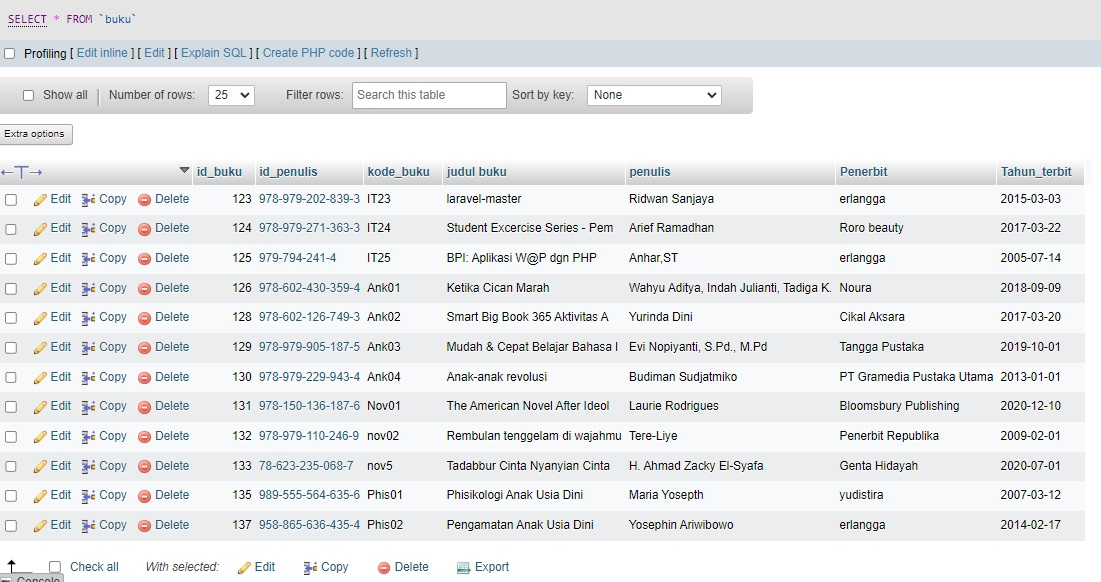 SELECT * FROM `buku`
Profiling [ Edit inline ] [ Edit ] [ Explain SQL ] [ Create PHP code ] [ Refresh ]
Show all Number of rows: 25 Filter rows: Search this table Sort by key: None
Extra options
←T→ id_buku id_penulis kode_buku judul buku penulis Penerbit Tahun_terbit
Edit Copy Delete 123 978-979-202-839-3 IT23 laravel-master Ridwan Sanjaya erlangga 2015-03-03
Edit Copy Delete 124 978-979-271-363-3 IT24 Student Excercise Series - Pem Arief Ramadhan Roro beauty 2017-03-22
Edit Copy Delete 125 979-794-241-4 IT25 BPI: Aplikasi W@P dgn PHP Anhar,ST erlangga 2005-07-14
Edit Copy Delete 126 978-602-430-359-4 Ank01 Ketika Cican Marah Wahyu Aditya, Indah Julianti, Tadiga K. Noura 2018-09-09
Edit Copy Delete 128 978-602-126-749-3 Ank02 Smart Big Book 365 Aktivitas A Yurinda Dini Cikal Aksara 2017-03-20
Edit Copy Delete 129 978-979-905-187-5 Ank03 Mudah & Cepat Belajar Bahasa I Evi Nopiyanti, S.Pd., M.Pd Tangga Pustaka 2019-10-01
Edit Copy Delete 130 978-979-229-943-4 Ank04 Anak-anak revolusi Budiman Sudjatmiko PT Gramedia Pustaka Utama 2013-01-01
Edit Copy Delete 131 978-150-136-187-6 Nov01 The American Novel After Ideol Laurie Rodrigues Bloomsbury Publishing 2020-12-10
Edit Copy Delete 132 978-979-110-246-9 nov02 Rembulan tenggelam di wajahmu Tere-Liye Penerbit Republika 2009-02-01
Edit Copy Delete 133 78-623-235-068-7 nov5 Tadabbur Cinta Nyanyian Cinta H. Ahmad Zacky El-Syafa Genta Hidayah 2020-07-01
Edit Copy Delete 135 989-555-564-635-6 Phis01 Phisikologi Anak Usia Dini Maria Yosepth yudistira 2007-03-12
Edit Copy Delete 137 958-865-636-435-4 Phis02 Pengamatan Anak Usia Dini Yosephin Ariwibowo erlangga 2014-02-17
Check all With selected: Edit Copy Delete Export
Console